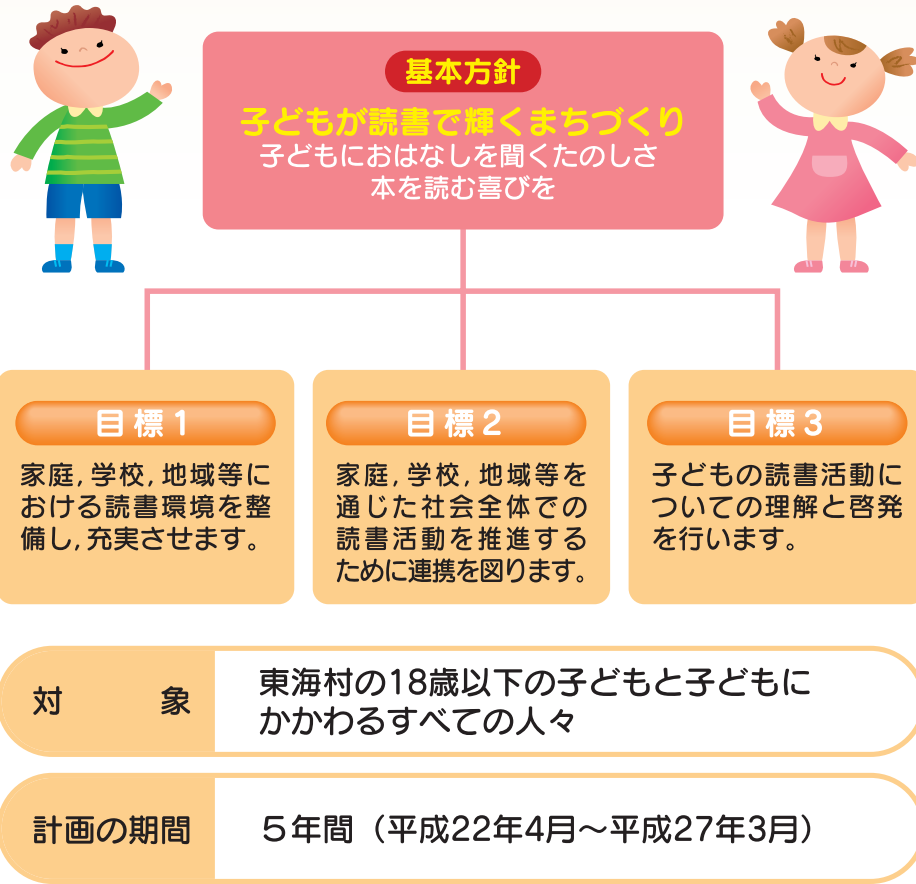 基本方針
子どもが読書で輝くまちづくり
子どもにおはなしを聞くたのしさ
本を読む喜びを
目標1
家庭,学校,地域等に
おける読書環境を整
備し,充実させます。
目標2
家庭,学校,地域等を
通じた社会全体での
読書活動を推進する
ために連携を図ります。
目標3
子どもの読書活動に
ついての理解と啓発
を行います。
対　象
東海村の18歳以下の子どもと子どもに
かかわるすべての人々
計画の期間
5年間（平成22年4月～平成27年3月）